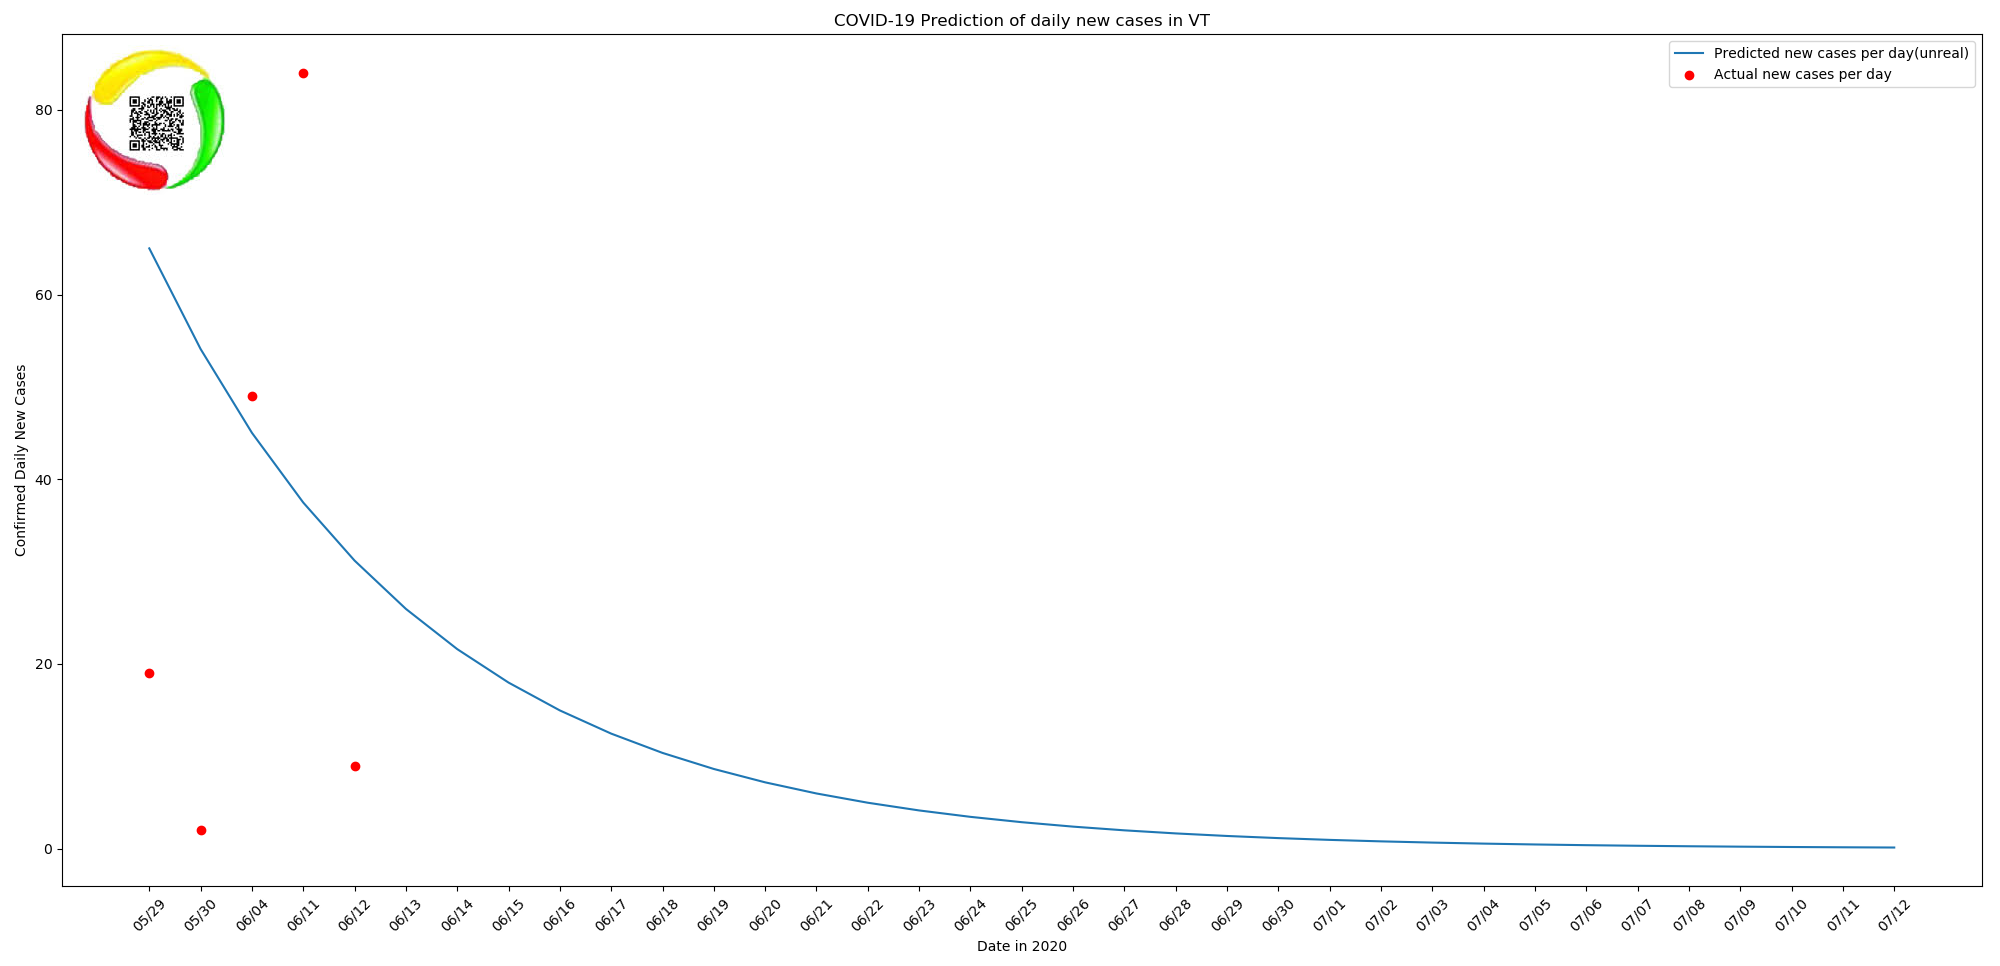 COVID-19 Prediction of daily new cases in VT
Predicted new cases per day(unreal)
Actual new cases per day
80
60
40
20
0
Confirmed Daily New Cases
05/29 05/30 06/04 06/11 06/12 06/13 06/14 06/15 06/16 06/17 06/18 06/19 06/20 06/21 06/22 06/23 06/24 06/25 06/26 06/27 06/28 06/29 06/30 07/01 07/02 07/03 07/04 07/05 07/06 07/07 07/08 07/09 07/10 07/11 07/12
Date in 2020